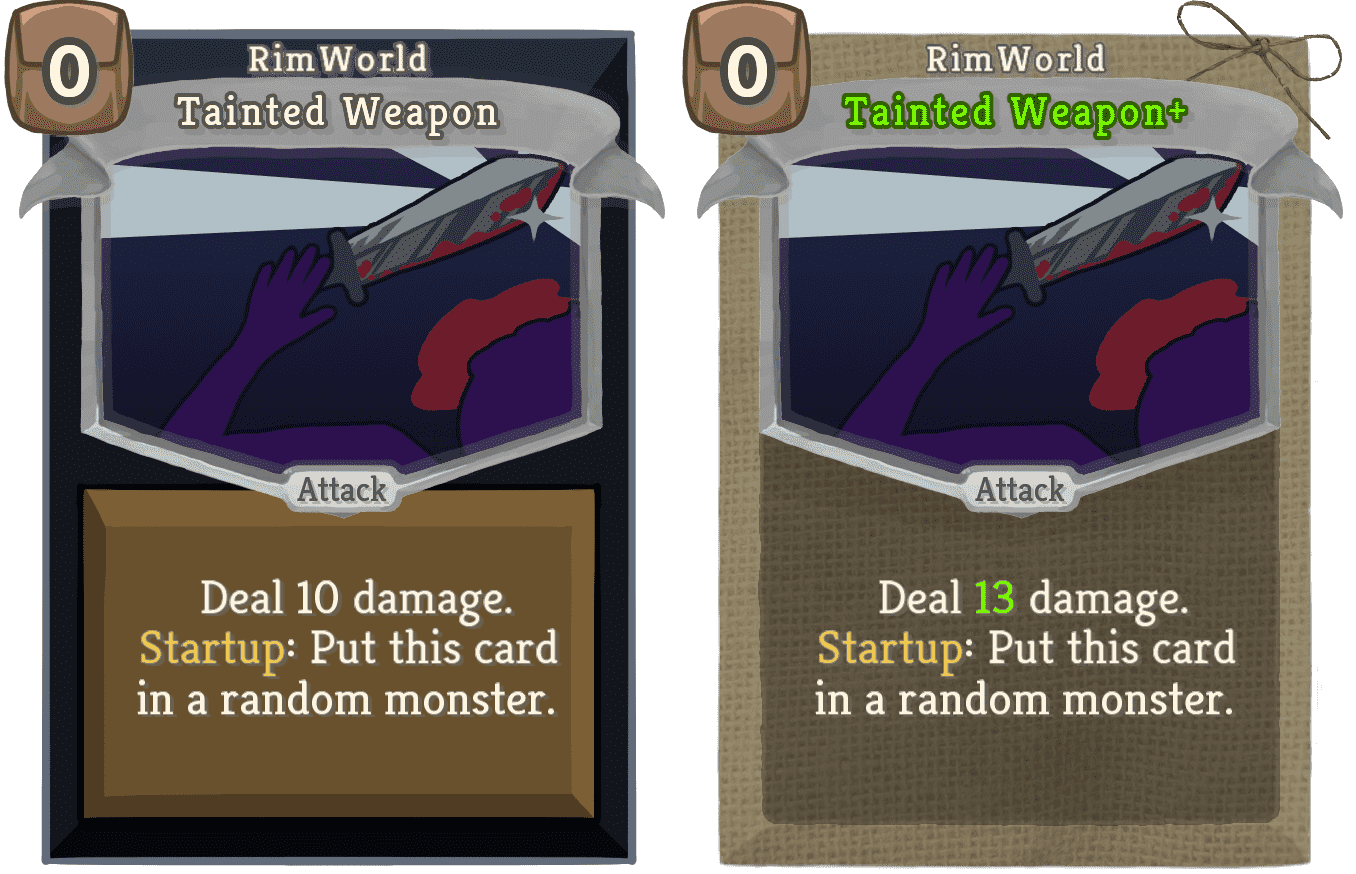 0
RimWorld
Tainted Weapon
Attack
Deal 10 damage.
Startup: Put this card
in a random monster.
0
RimWorld
Tainted Weapon+
Attack
Deal 13 damage.
Startup: Put this card
in a random monster.